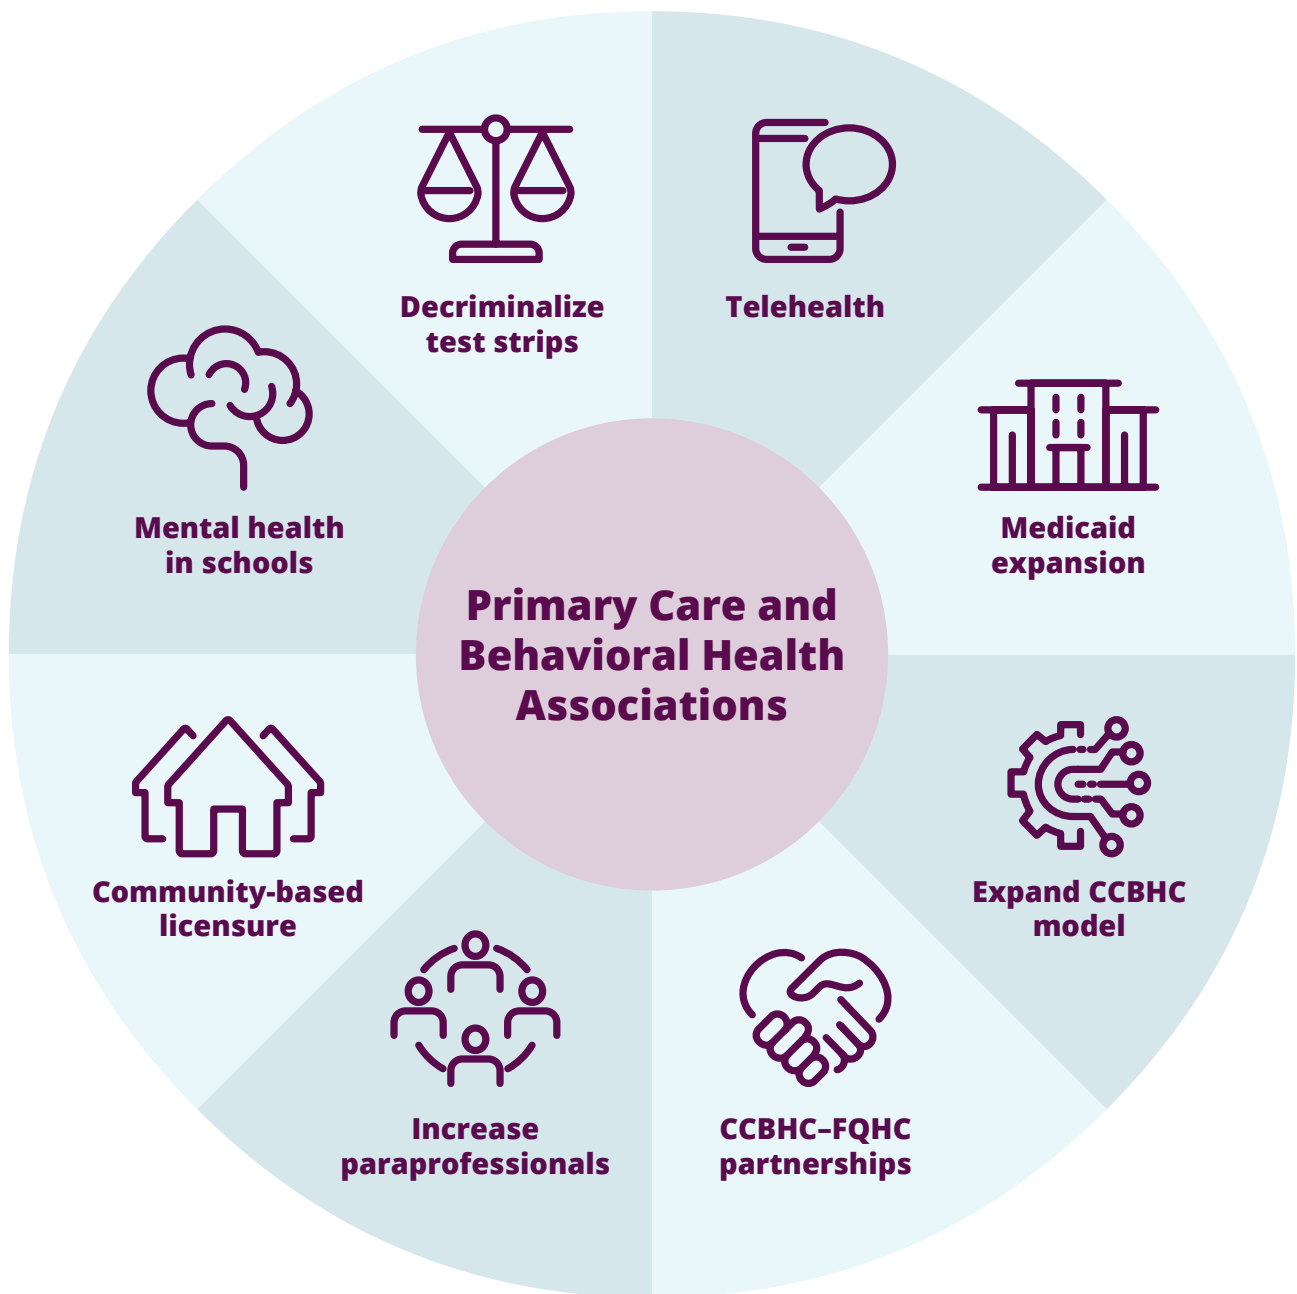 Decriminalize
test strips
Telehealth
Mental health
in schools
Medicaid
expansion
Primary Care and
Behavioral Health
Associations
Community-based
licensure
Expand CCBHC
model
Increase
paraprofessionals
CCBHC–FQHC
partnerships